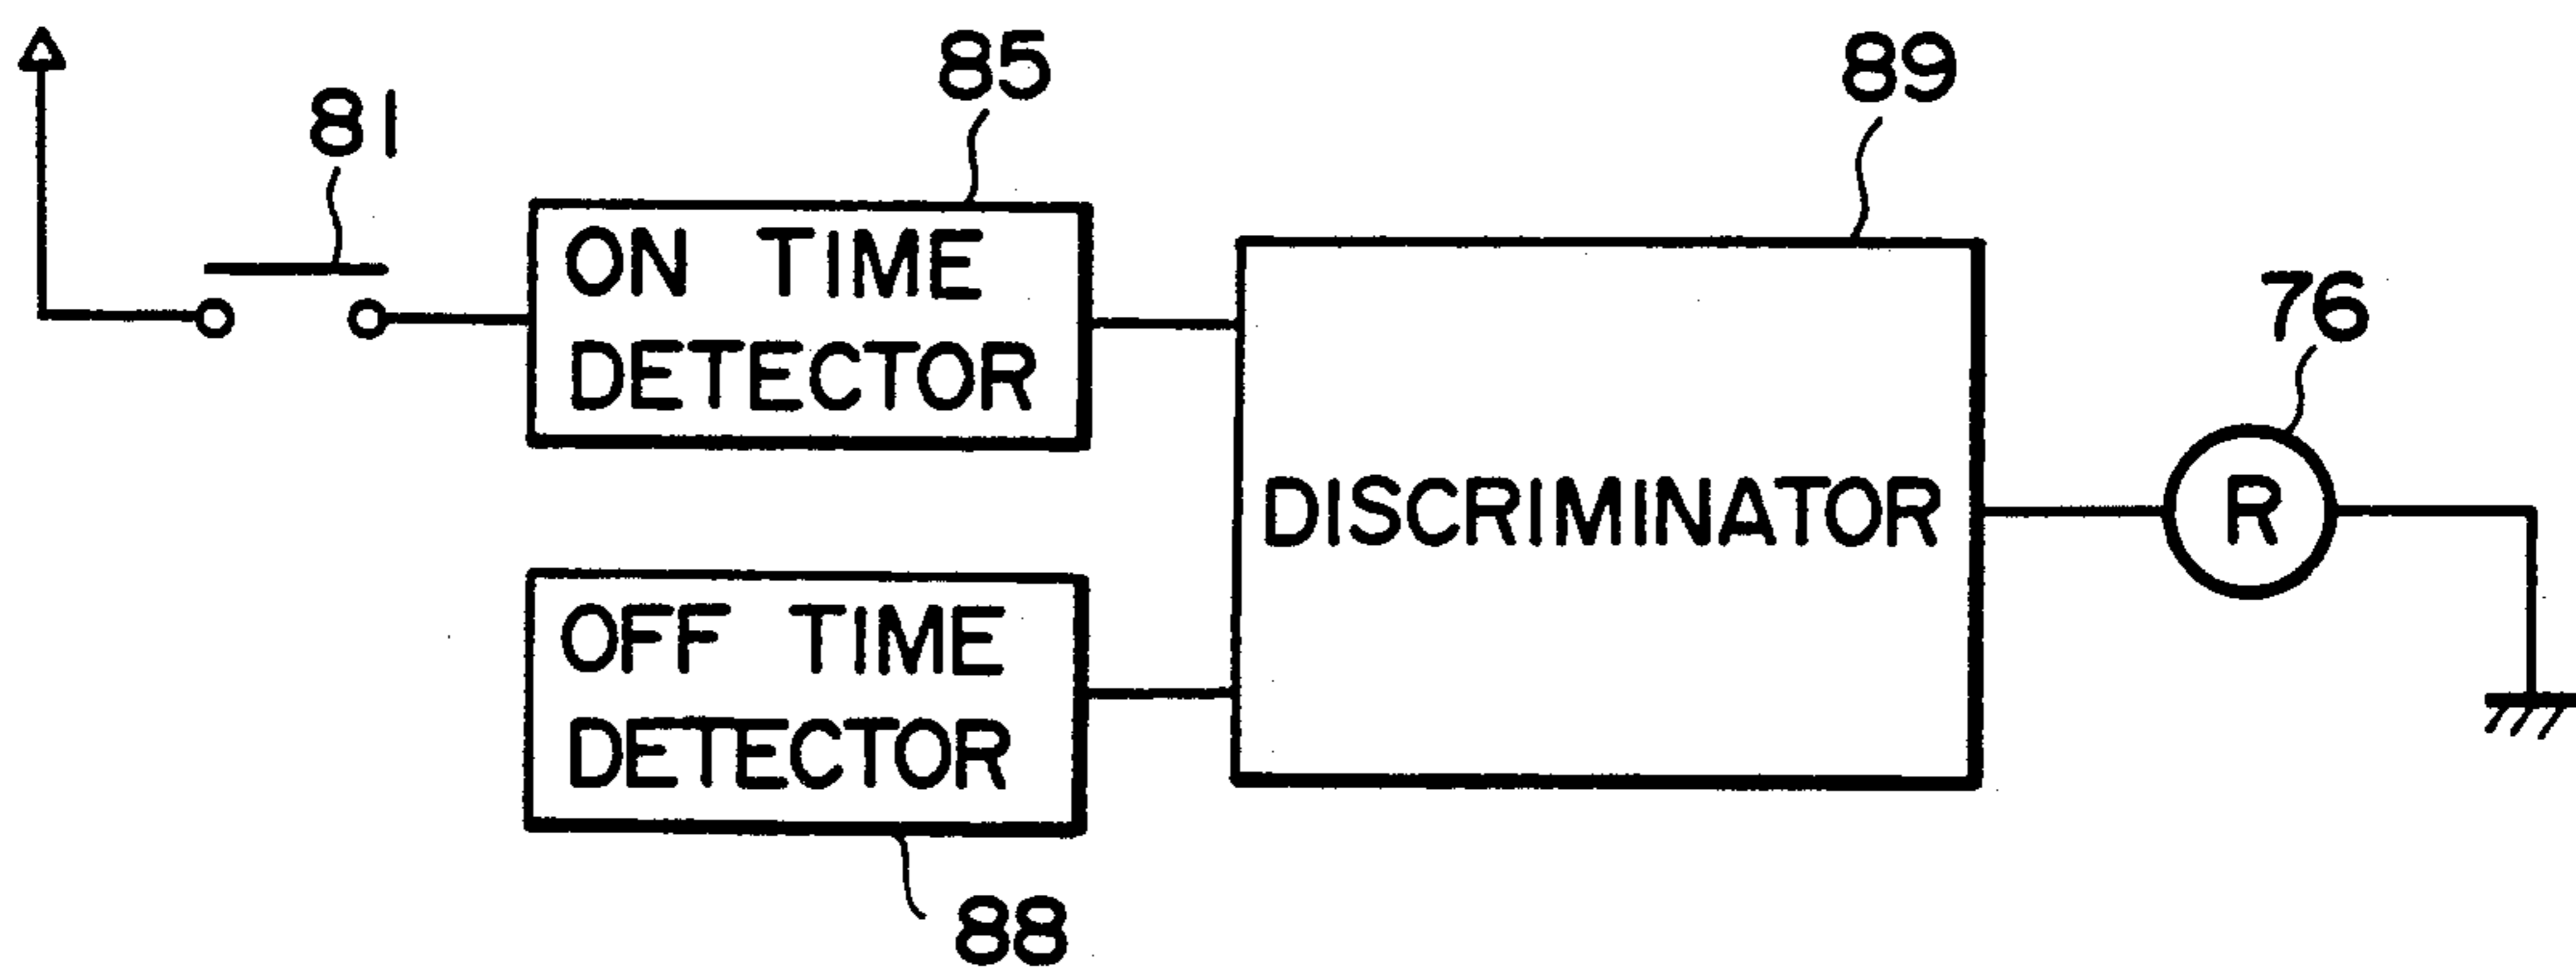 81
85
89
ON TIME
DETECTOR
76
DISCRIMINATOR
R
OFF TIME
DETECTOR
88